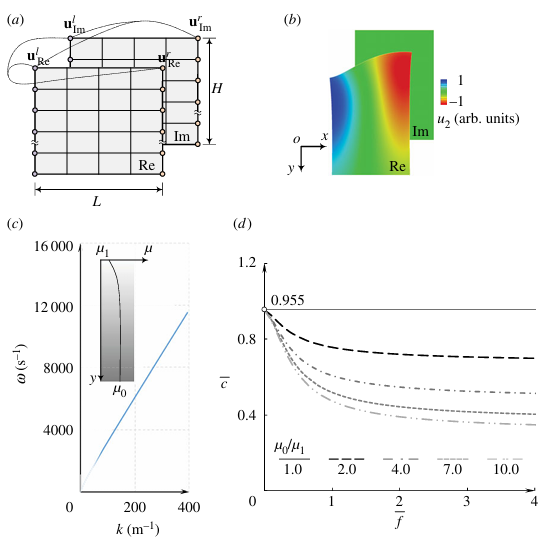 (a)
u^l_Im
u^r_Im
u^l_Re
u^r_Re
H
Im
Re
L
(b)
1
−1
u₂ (arb. units)
o
x
y
Im
Re
(c)
16 000
12 000
8000
4000
0
200
400
ω (s⁻¹)
k (m⁻¹)
μ₁
μ
y
μ₀
(d)
1.2
0.955
0.8
c̄
0.4
μ₀/μ₁
1.0
2.0
4.0
7.0
10.0
0
1
2
3
4
f̄